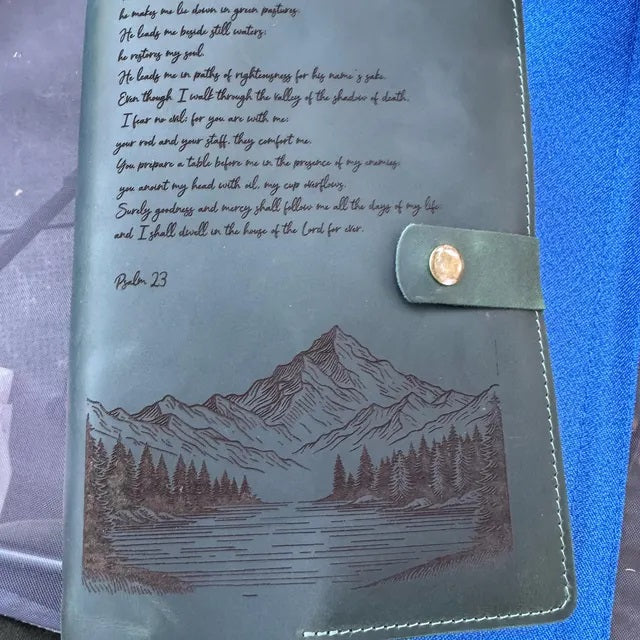 he makes me lie down in green pastures.
He leads me beside still waters.
he restores my soul.
He leads me in paths of righteousness for his name's sake.
Even though I walk through the valley of the shadow of death,
I fear no evil: for you are with me:
your rod and your staff, they comfort me.
You prepare a table before me in the presence of my enemies:
you anoint my head with oil, my cup overflows.
Surely goodness and mercy shall follow me all the days of my life:
and I shall dwell in the house of the Lord for ever.
Psalm 23